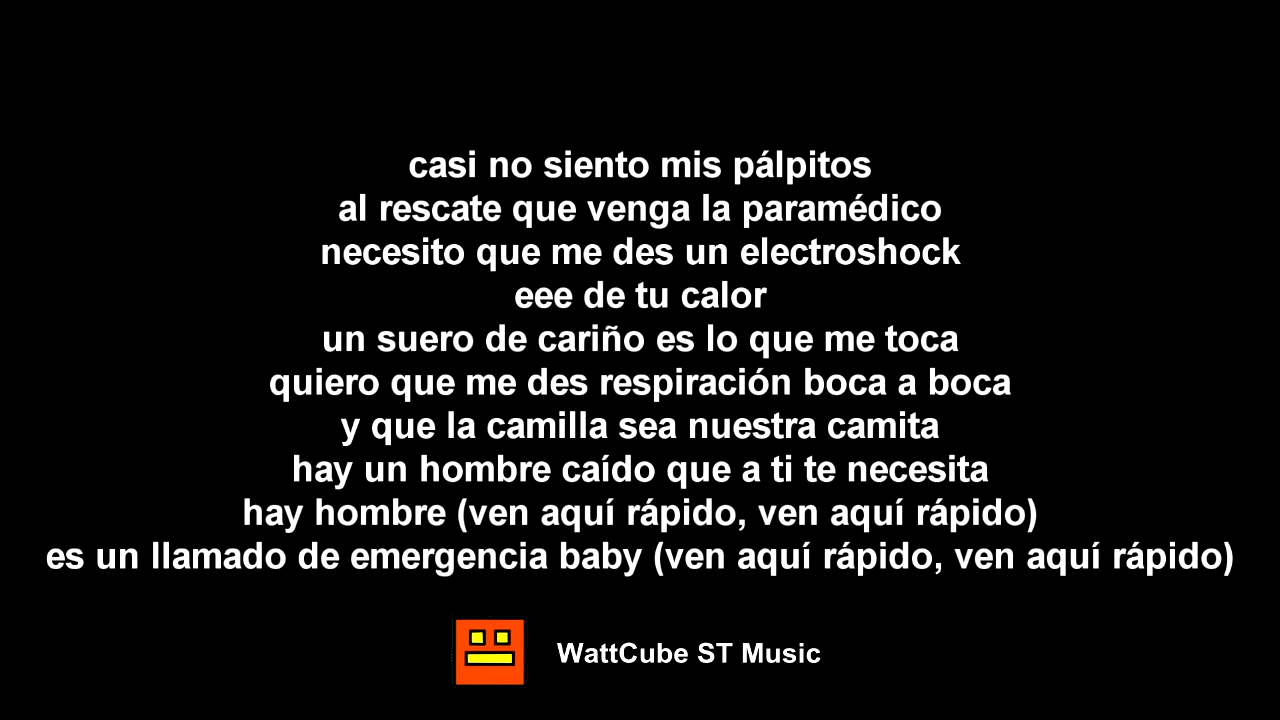 casi no siento mis pálpitos
al rescate que venga la paramédico
necesito que me des un electroshock
eee de tu calor
un suero de cariño es lo que me toca
quiero que me des respiración boca a boca
y que la camilla sea nuestra camita
hay un hombre caído que a ti te necesita
hay hombre (ven aquí rápido, ven aquí rápido)
es un llamado de emergencia baby (ven aquí rápido, ven aquí rápido)
WattCube ST Music